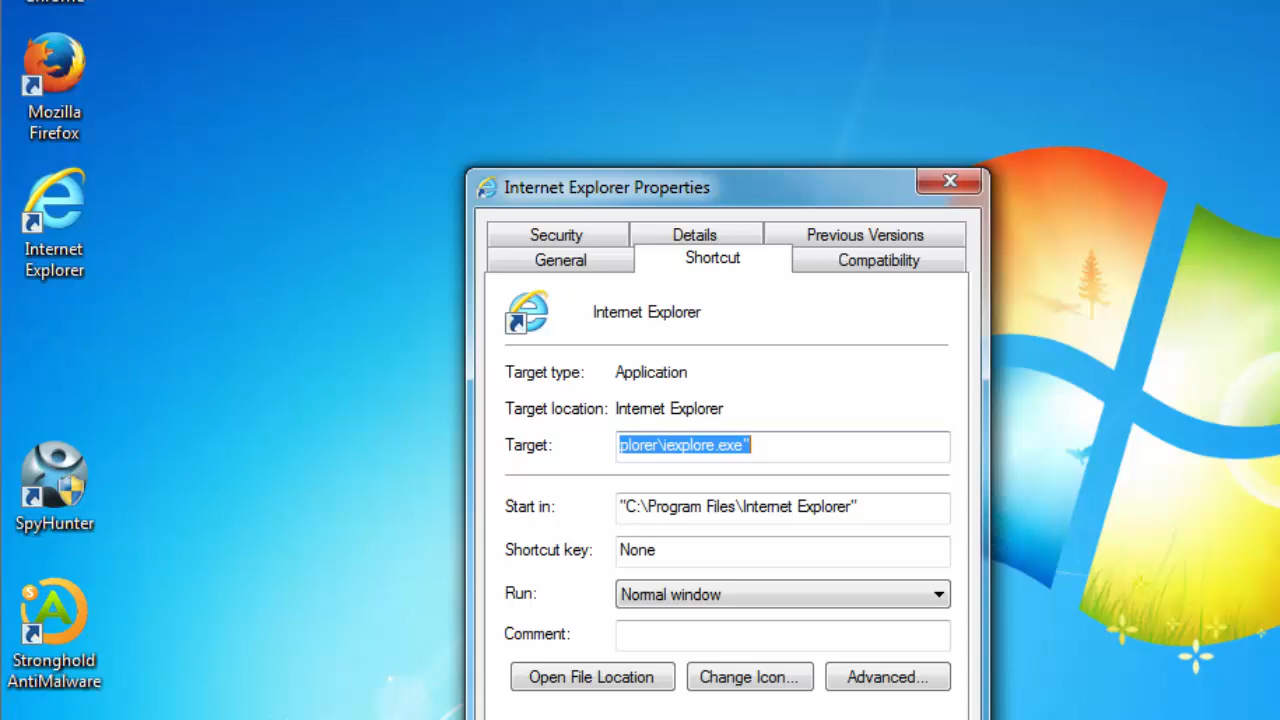 Mozilla
Firefox
Internet
Explorer
SpyHunter
Stronghold
AntiMalware
Internet Explorer Properties
Security
Details
Previous Versions
General
Shortcut
Compatibility
Internet Explorer
Target type: Application
Target location: Internet Explorer
Target: plorer\iexplore.exe"
Start in: "C:\Program Files\Internet Explorer"
Shortcut key: None
Run: Normal window
Comment:
Open File Location
Change Icon...
Advanced...